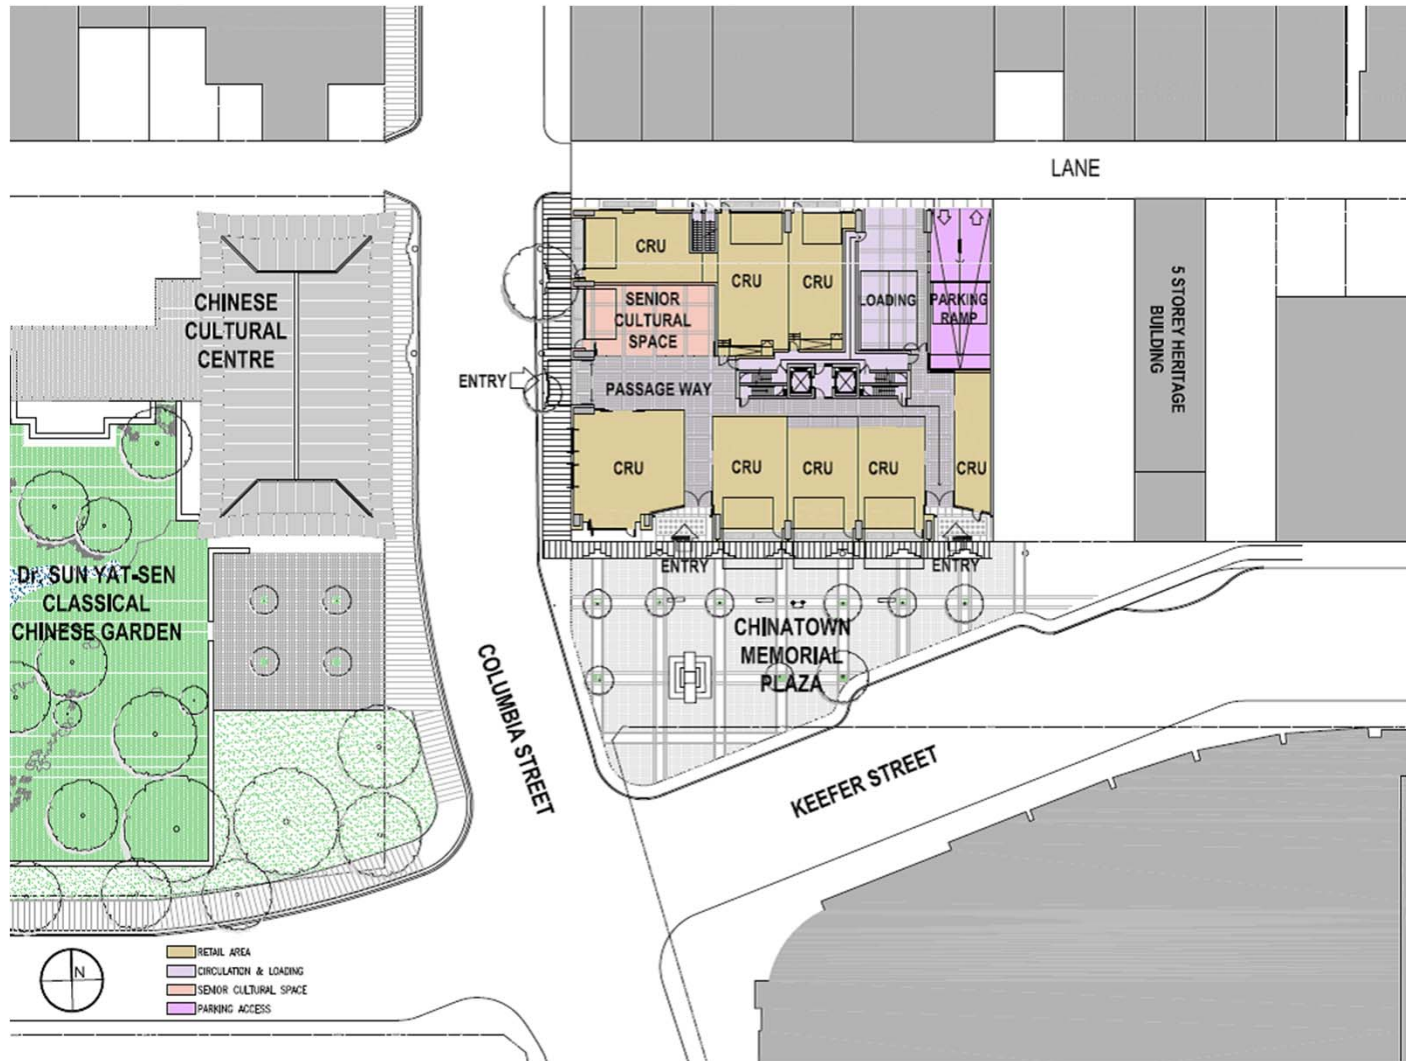 LANE
CRU
CRU
CRU
SENIOR
CULTURAL
SPACE
LOADING
PARKING
RAMP
5 STOREY HERITAGE
BUILDING
CHINESE
CULTURAL
CENTRE
ENTRY
PASSAGE WAY
CRU
CRU
CRU
CRU
CRU
ENTRY
ENTRY
Dr. SUN YAT-SEN
CLASSICAL
CHINESE GARDEN
CHINATOWN
MEMORIAL
PLAZA
COLUMBIA STREET
KEEFER STREET
N
RETAIL AREA
CIRCULATION & LOADING
SENIOR CULTURAL SPACE
PARKING ACCESS